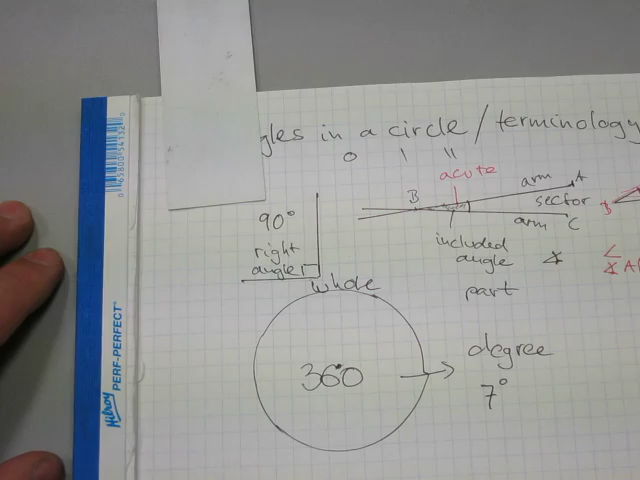 gles in a circle / terminology
° ' "
acute
arm A
B
sector
arm C
B
90°
right
angle
included
angle ∡
∠
∡ A
part
whole
360
degree
7°
Hilroy PERF-PERFECT